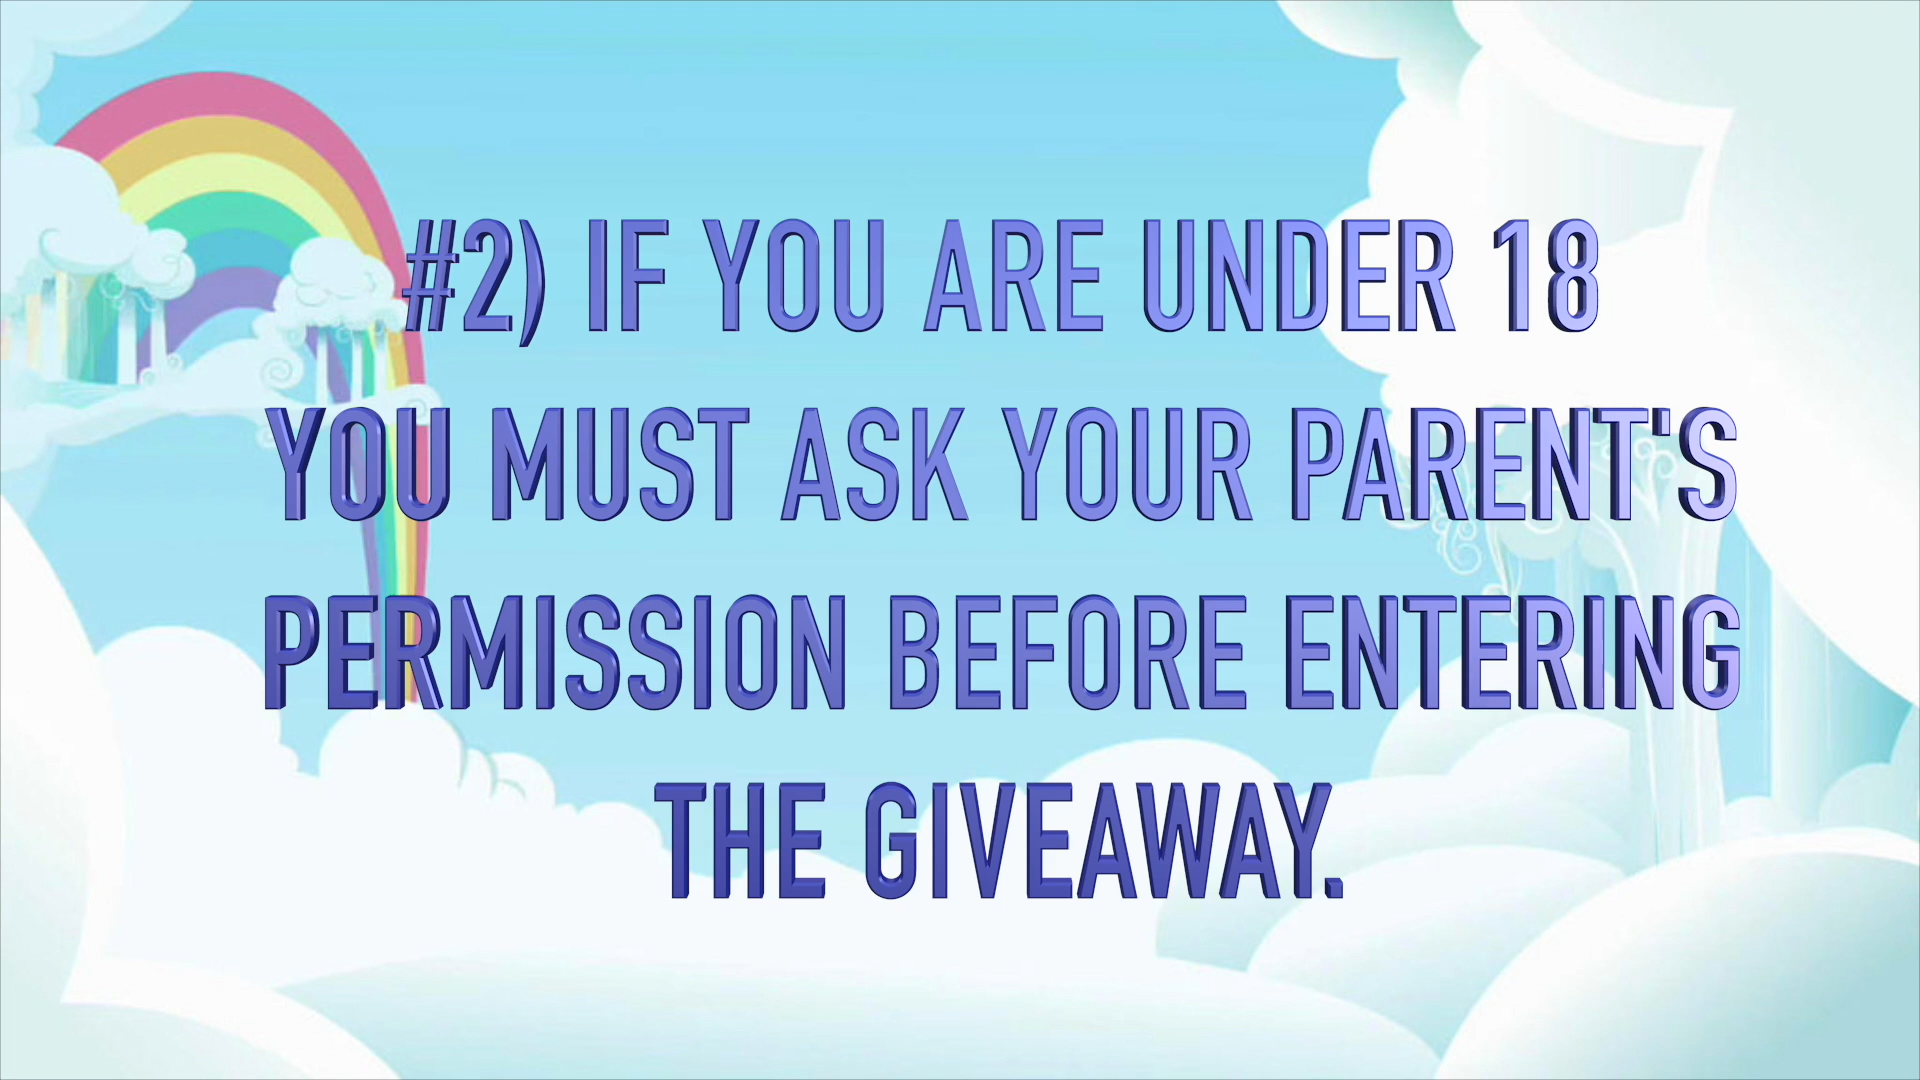 #2) IF YOU ARE UNDER 18
YOU MUST ASK YOUR PARENT'S
PERMISSION BEFORE ENTERING
THE GIVEAWAY.